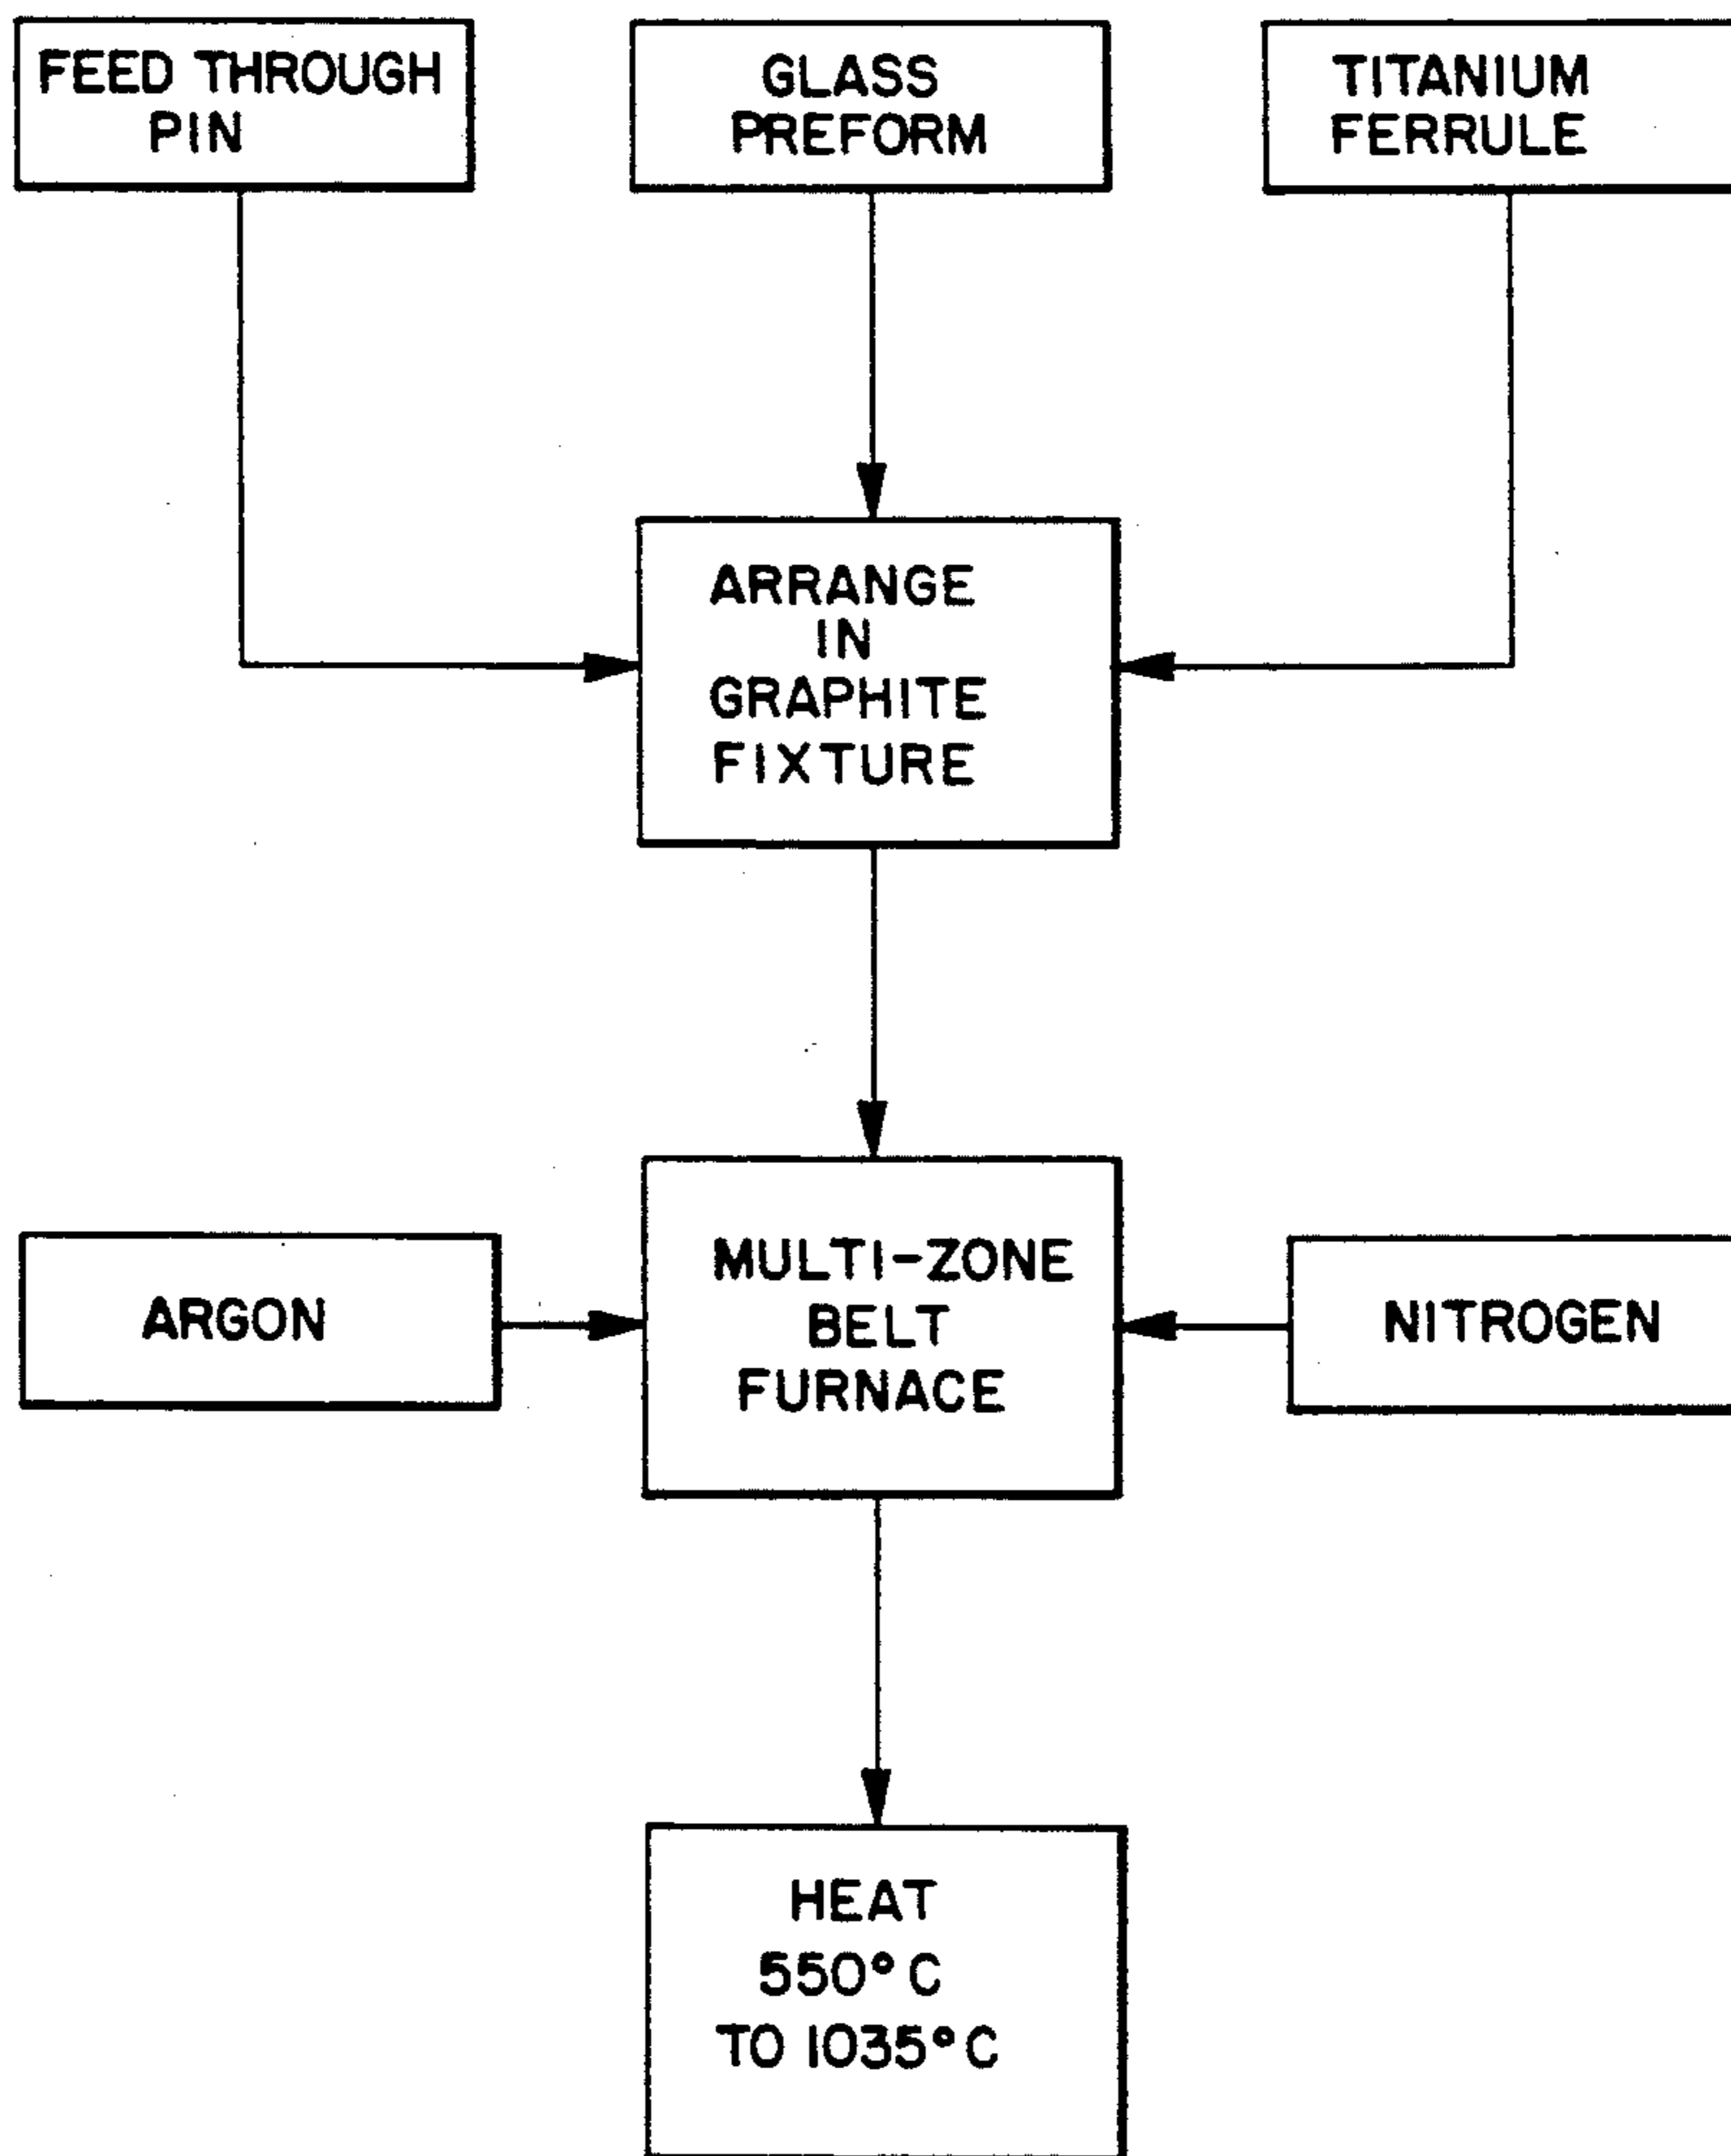 FEED THROUGH
PIN
GLASS
PREFORM
TITANIUM
FERRULE
ARRANGE
IN
GRAPHITE
FIXTURE
ARGON
MULTI-ZONE
BELT
FURNACE
NITROGEN
HEAT
550°C
TO 1035°C